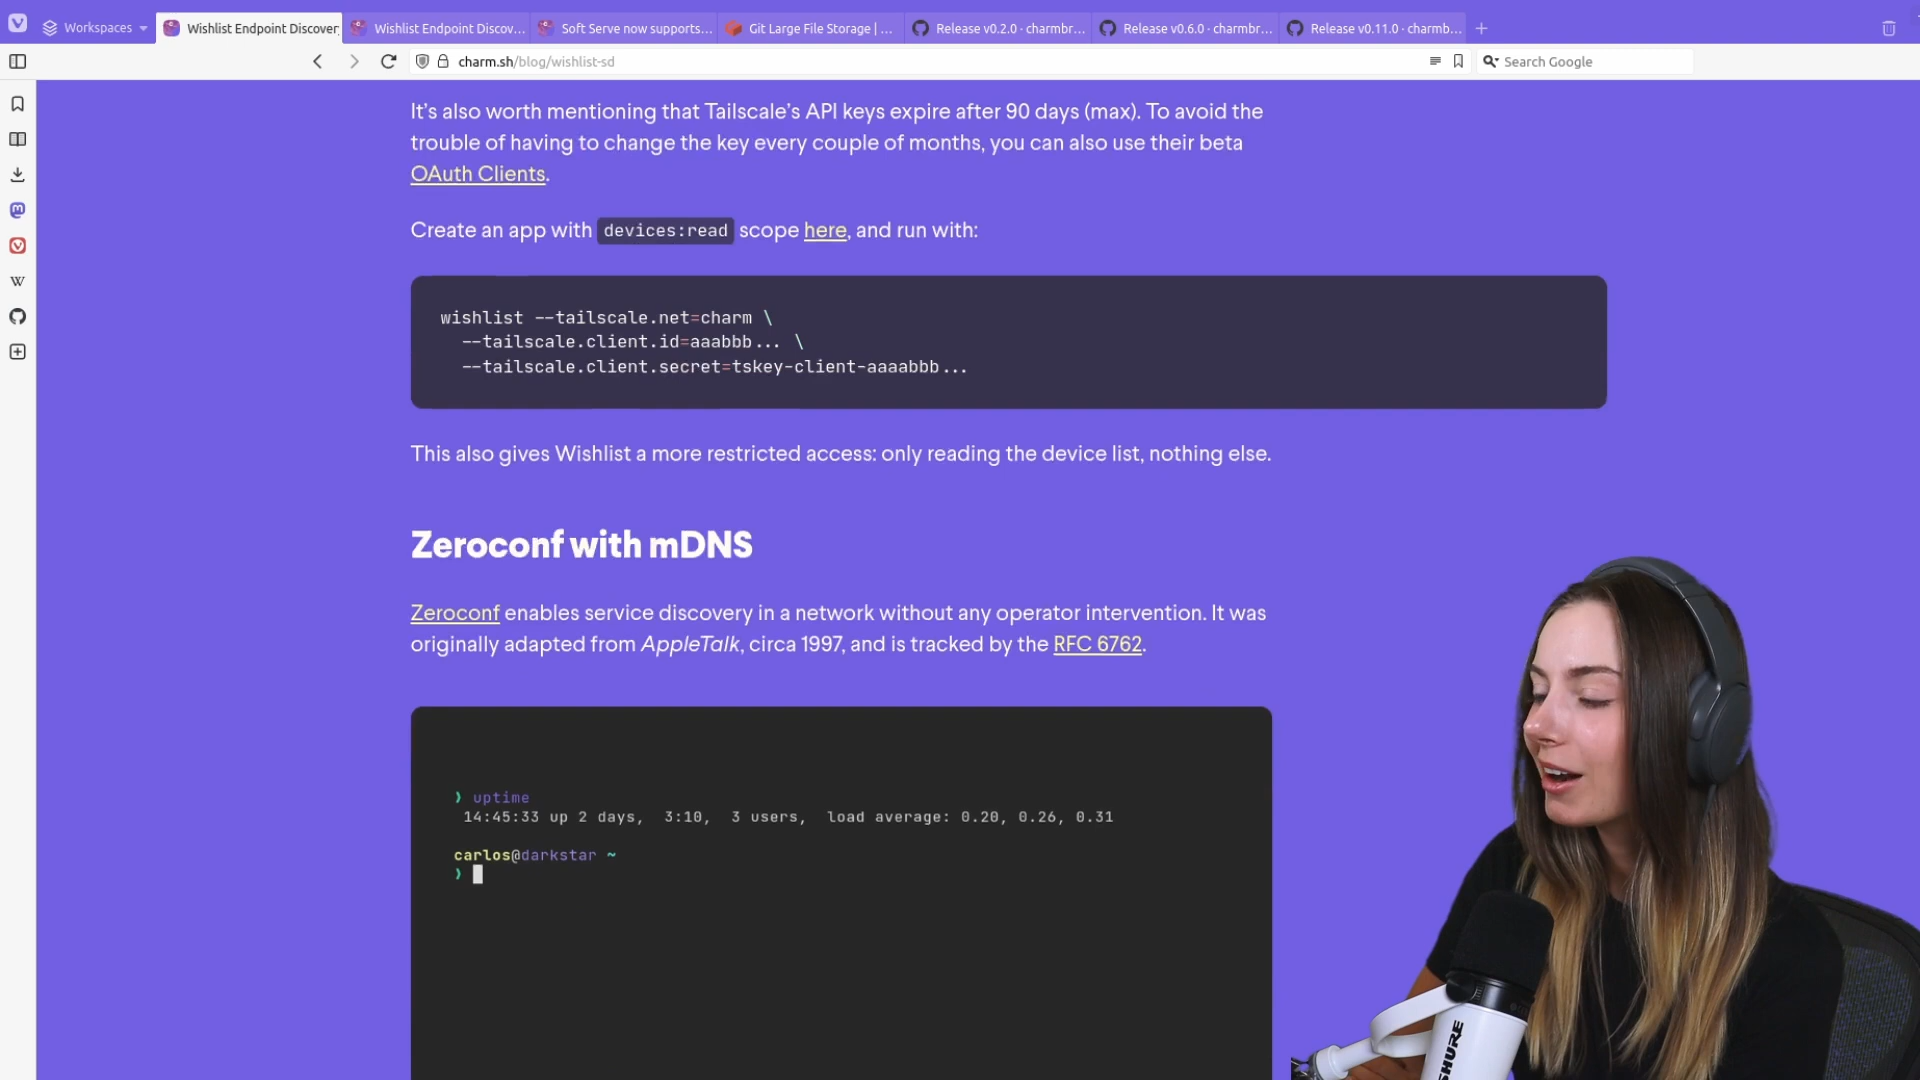 Workspaces
Wishlist Endpoint Discover
Wishlist Endpoint Discov...
Soft Serve now supports...
Git Large File Storage | ...
Release v0.2.0 · charmbr...
Release v0.6.0 · charmbr...
Release v0.11.0 · charmb...
charm.sh/blog/wishlist-sd
Search Google
It’s also worth mentioning that Tailscale’s API keys expire after 90 days (max). To avoid the
trouble of having to change the key every couple of months, you can also use their beta
OAuth Clients.
Create an app with devices:read scope here, and run with:
wishlist --tailscale.net=charm \
--tailscale.client.id=aaabbb... \
--tailscale.client.secret=tskey-client-aaaabbb...
This also gives Wishlist a more restricted access: only reading the device list, nothing else.
Zeroconf with mDNS
Zeroconf enables service discovery in a network without any operator intervention. It was
originally adapted from AppleTalk, circa 1997, and is tracked by the RFC 6762.
❯ uptime
14:45:33 up 2 days, 3:10, 3 users, load average: 0.20, 0.26, 0.31
carlos@darkstar ~
❯
SHURE